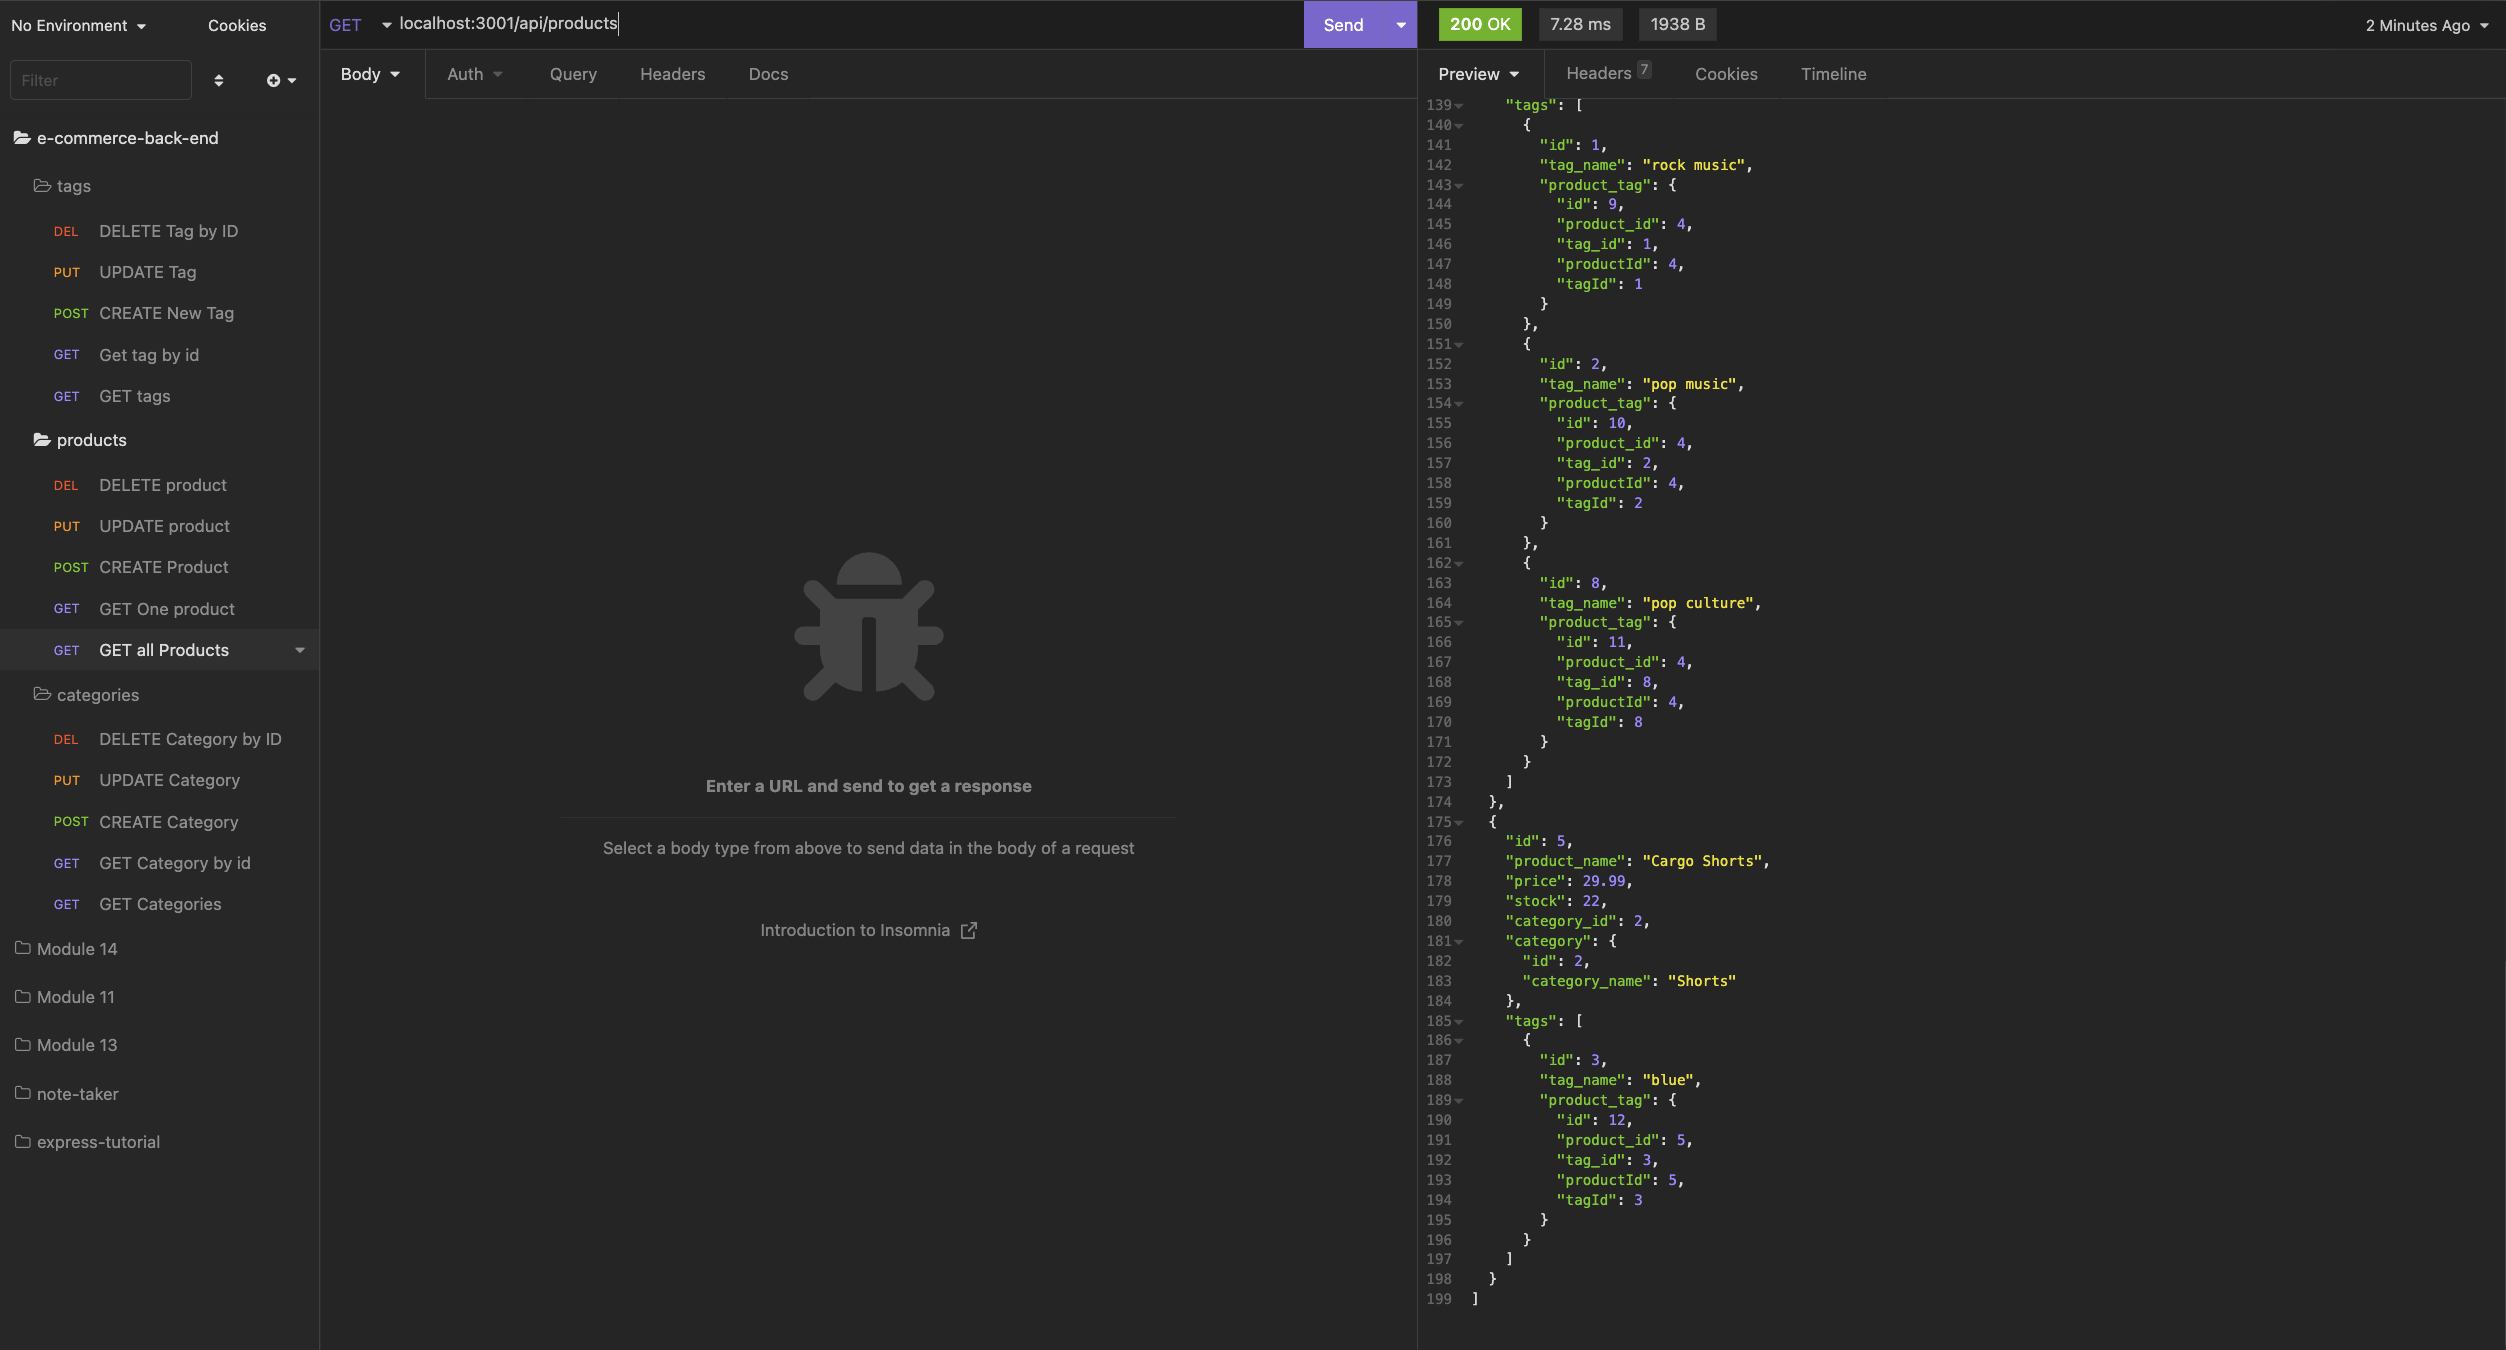 No Environment
Cookies
Filter
e-commerce-back-end
tags
DEL DELETE Tag by ID
PUT UPDATE Tag
POST CREATE New Tag
GET Get tag by id
GET GET tags
products
DEL DELETE product
PUT UPDATE product
POST CREATE Product
GET GET One product
GET GET all Products
categories
DEL DELETE Category by ID
PUT UPDATE Category
POST CREATE Category
GET GET Category by id
GET GET Categories
Module 14
Module 11
Module 13
note-taker
express-tutorial
GET localhost:3001/api/products Send
Body Auth Query Headers Docs
Enter a URL and send to get a response
Select a body type from above to send data in the body of a request
Introduction to Insomnia
200 OK 7.28 ms 1938 B 2 Minutes Ago
Preview Headers 7 Cookies Timeline
139 "tags": [
140 {
141 "id": 1,
142 "tag_name": "rock music",
143 "product_tag": {
144 "id": 9,
145 "product_id": 4,
146 "tag_id": 1,
147 "productId": 4,
148 "tagId": 1
149 }
150 },
151 {
152 "id": 2,
153 "tag_name": "pop music",
154 "product_tag": {
155 "id": 10,
156 "product_id": 4,
157 "tag_id": 2,
158 "productId": 4,
159 "tagId": 2
160 }
161 },
162 {
163 "id": 8,
164 "tag_name": "pop culture",
165 "product_tag": {
166 "id": 11,
167 "product_id": 4,
168 "tag_id": 8,
169 "productId": 4,
170 "tagId": 8
171 }
172 }
173 ]
174 },
175 {
176 "id": 5,
177 "product_name": "Cargo Shorts",
178 "price": 29.99,
179 "stock": 22,
180 "category_id": 2,
181 "category": {
182 "id": 2,
183 "category_name": "Shorts"
184 },
185 "tags": [
186 {
187 "id": 3,
188 "tag_name": "blue",
189 "product_tag": {
190 "id": 12,
191 "product_id": 5,
192 "tag_id": 3,
193 "productId": 5,
194 "tagId": 3
195 }
196 }
197 ]
198 }
199 ]